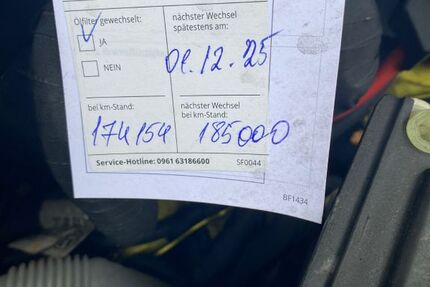 Ölfilter gewechselt:
JA
NEIN
nächster Wechsel
spätestens am:
01.12.25
bei km-Stand:
174154
nächster Wechsel
bei km-Stand:
185000
Service-Hotline: 0961 63186600
SF0044
BF1434